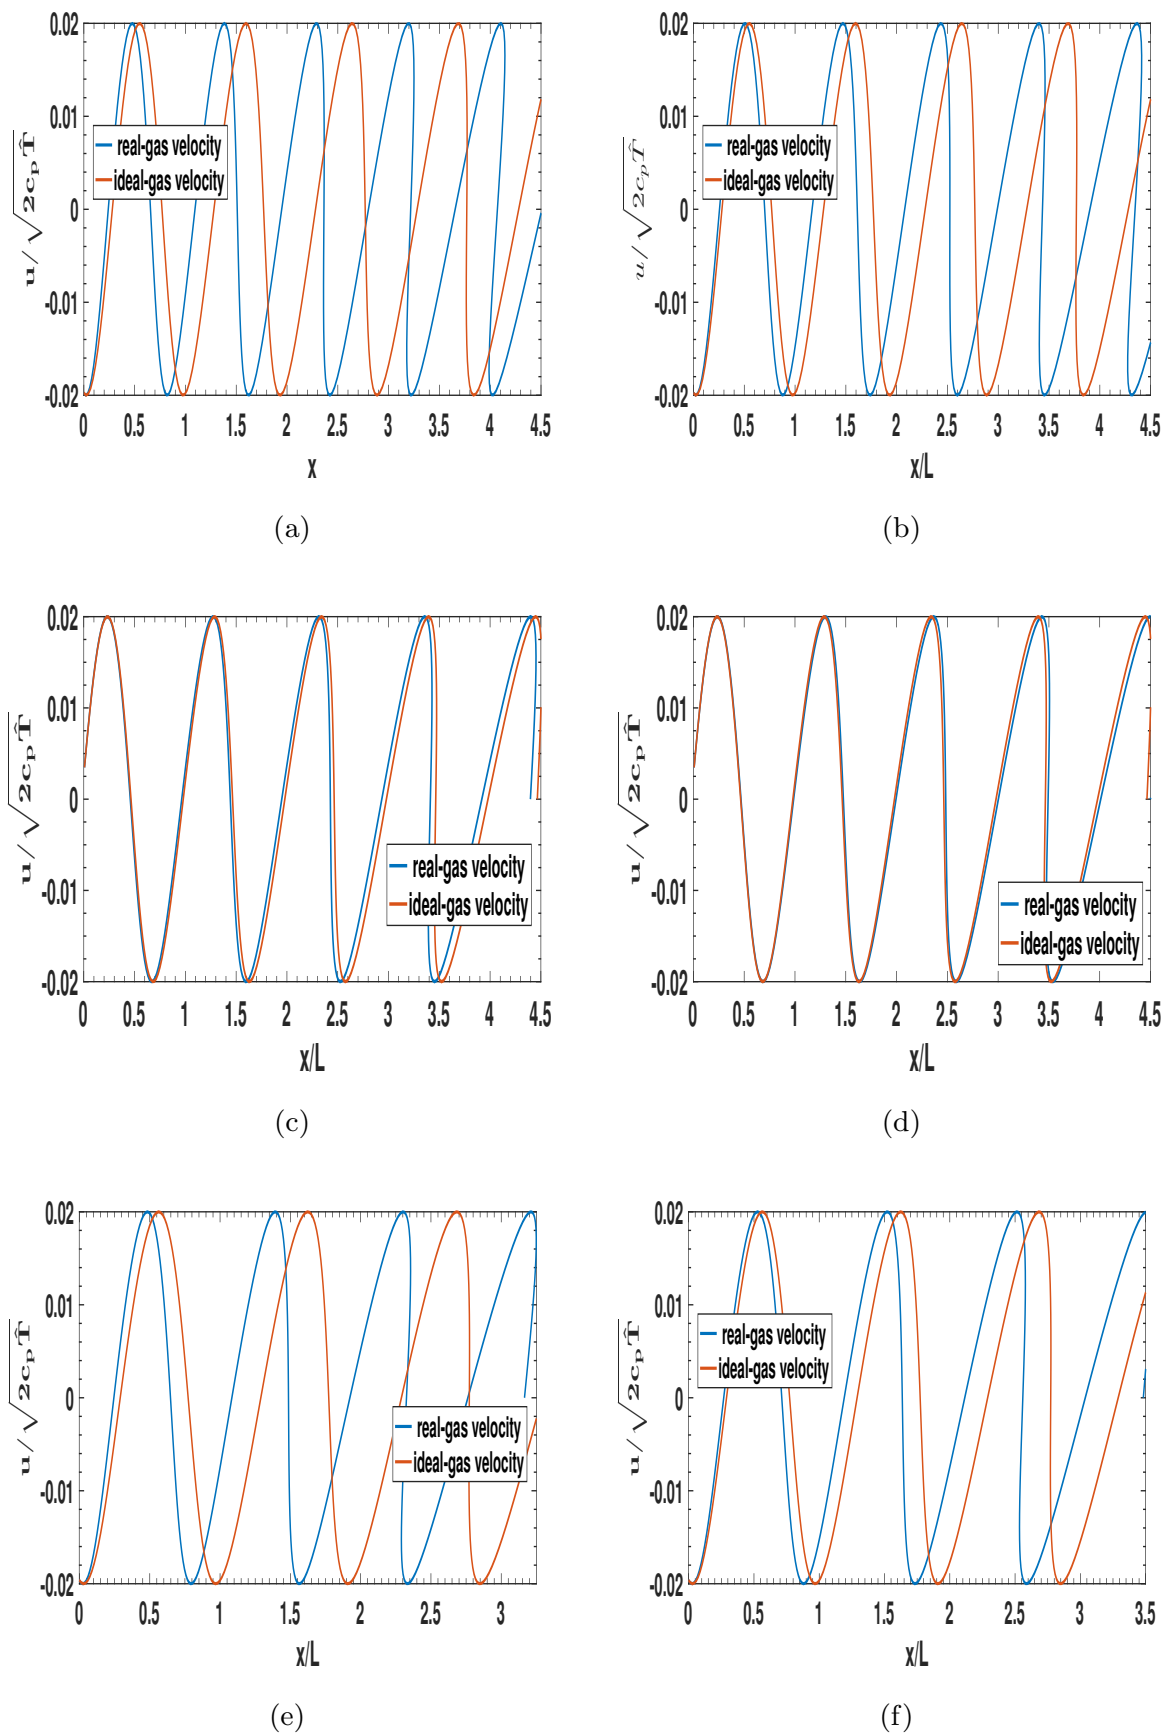 0.02
0.01
0
-0.01
-0.02
u/√2c_p T̂
real-gas velocity
ideal-gas velocity
0 0.5 1 1.5 2 2.5 3 3.5 4 4.5
x
(a)
0.02
0.01
0
-0.01
-0.02
u/√2c_p T̂
real-gas velocity
ideal-gas velocity
0 0.5 1 1.5 2 2.5 3 3.5 4 4.5
x/L
(b)
0.02
0.01
0
-0.01
-0.02
u/√2c_p T̂
real-gas velocity
ideal-gas velocity
0 0.5 1 1.5 2 2.5 3 3.5 4 4.5
x/L
(c)
0.02
0.01
0
-0.01
-0.02
u/√2c_p T̂
real-gas velocity
ideal-gas velocity
0 0.5 1 1.5 2 2.5 3 3.5 4 4.5
x/L
(d)
0.02
0.01
0
-0.01
-0.02
u/√2c_p T̂
real-gas velocity
ideal-gas velocity
0 0.5 1 1.5 2 2.5 3
x/L
(e)
0.02
0.01
0
-0.01
-0.02
u/√2c_p T̂
real-gas velocity
ideal-gas velocity
0 0.5 1 1.5 2 2.5 3 3.5
x/L
(f)